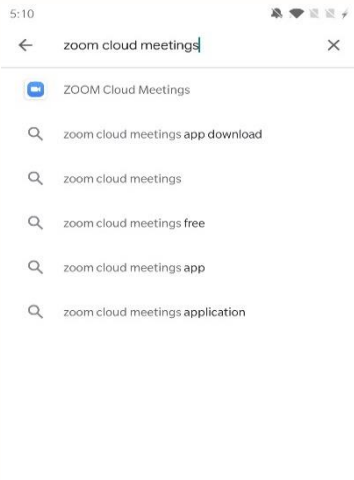 5:10
zoom cloud meetings
ZOOM Cloud Meetings
zoom cloud meetings app download
zoom cloud meetings
zoom cloud meetings free
zoom cloud meetings app
zoom cloud meetings application